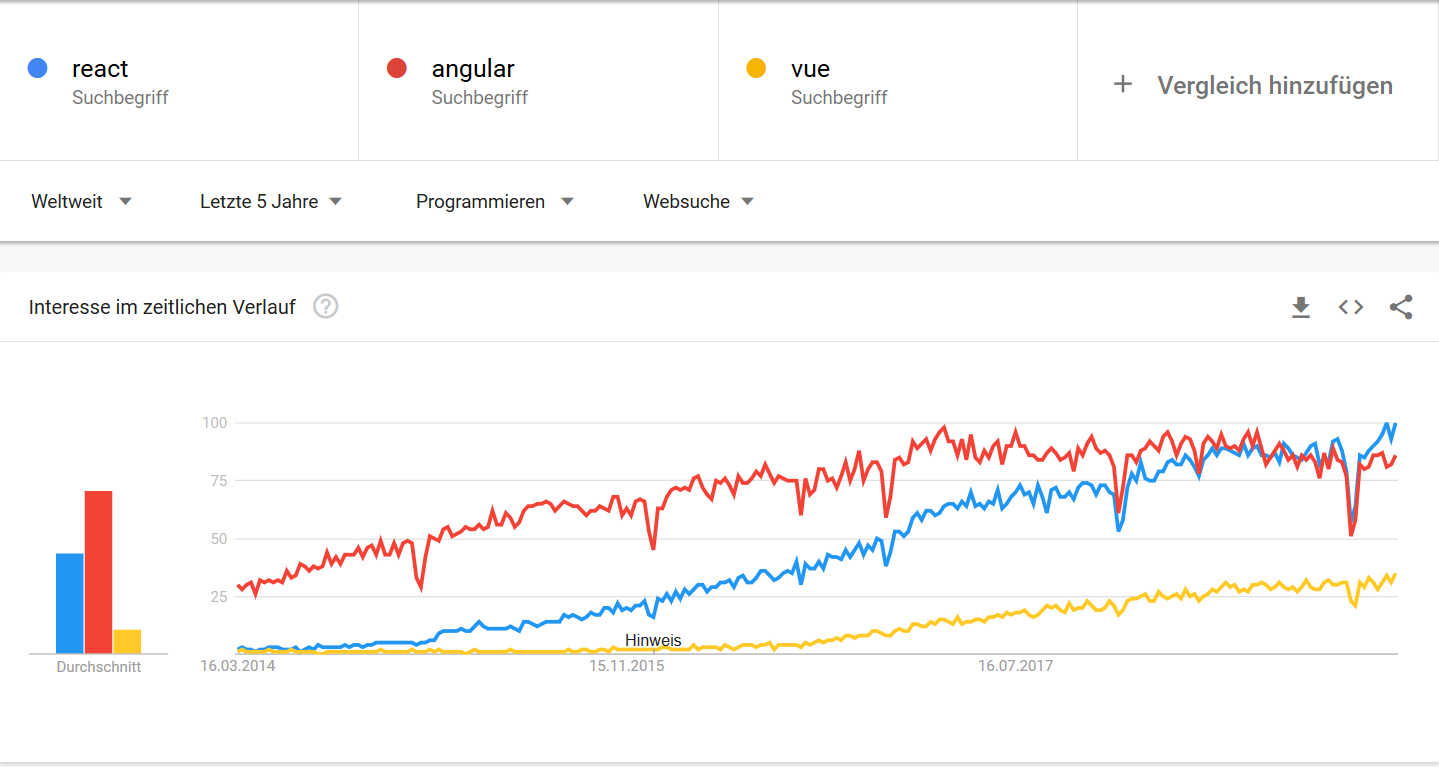 react
Suchbegriff
angular
Suchbegriff
vue
Suchbegriff
+ Vergleich hinzufügen
Weltweit
Letzte 5 Jahre
Programmieren
Websuche
Interesse im zeitlichen Verlauf ?
100
75
50
25
Hinweis
Durchschnitt
16.03.2014
15.11.2015
16.07.2017